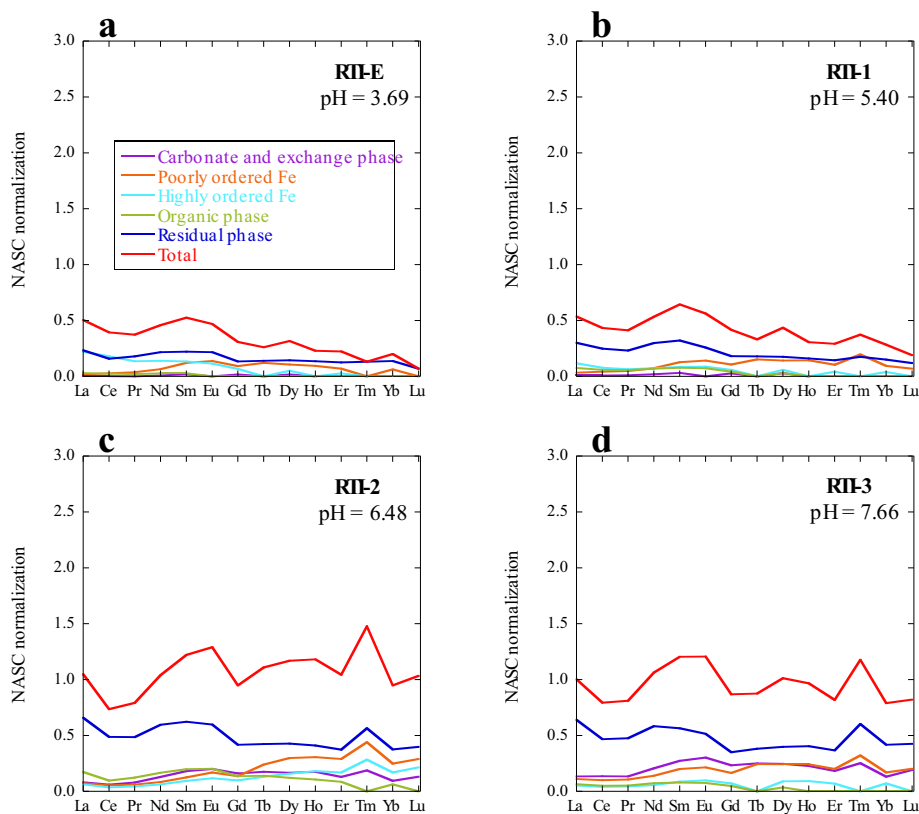 a
RTI-E
pH = 3.69
NASC normalization
3.0
2.5
2.0
1.5
1.0
0.5
0.0
Carbonate and exchange phase
Poorly ordered Fe
Highly ordered Fe
Organic phase
Residual phase
Total
La Ce Pr Nd Sm Eu Gd Tb Dy Ho Er Tm Yb Lu
b
RTI-1
pH = 5.40
NASC normalization
3.0
2.5
2.0
1.5
1.0
0.5
0.0
La Ce Pr Nd Sm Eu Gd Tb Dy Ho Er Tm Yb Lu
c
RTI-2
pH = 6.48
NASC normalization
3.0
2.5
2.0
1.5
1.0
0.5
0.0
La Ce Pr Nd Sm Eu Gd Tb Dy Ho Er Tm Yb Lu
d
RTI-3
pH = 7.66
NASC normalization
3.0
2.5
2.0
1.5
1.0
0.5
0.0
La Ce Pr Nd Sm Eu Gd Tb Dy Ho Er Tm Yb Lu